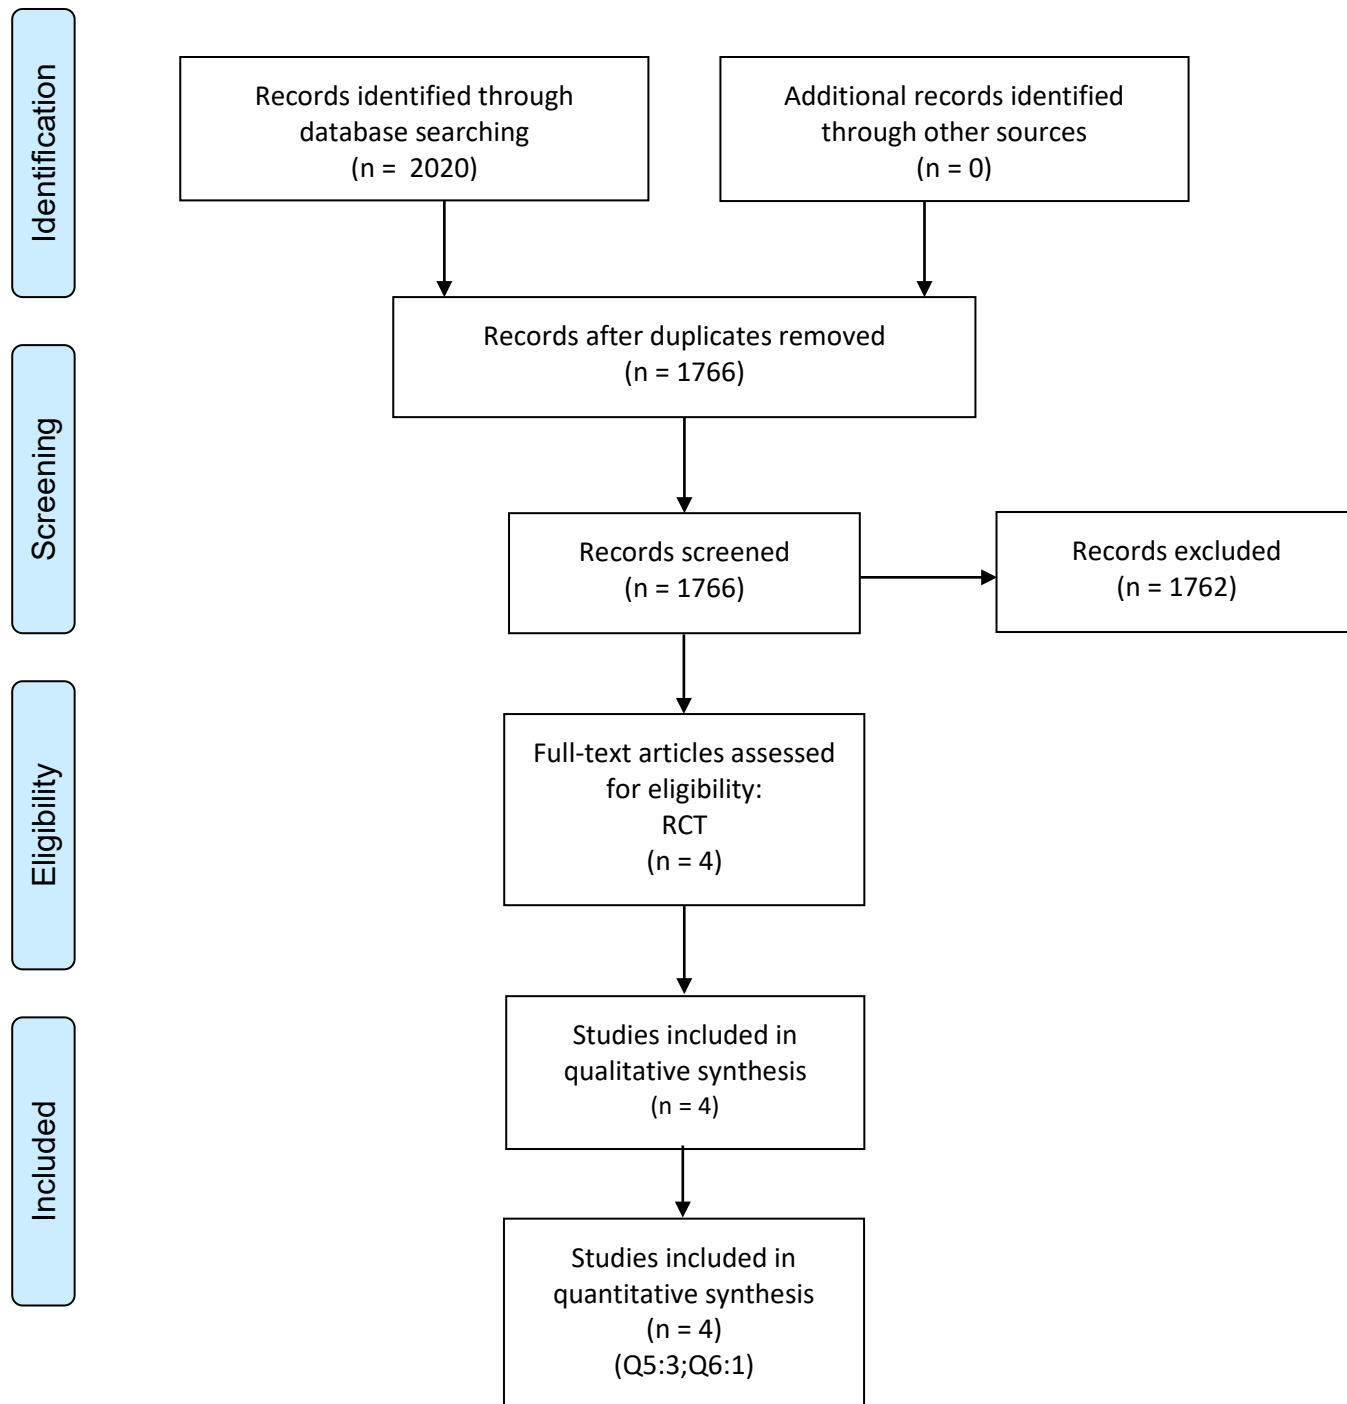 Identification
Records identified through
database searching
(n =  2020)
Additional records identified
through other sources
(n = 0)
Records after duplicates removed
(n = 1766)
Screening
Records screened
(n = 1766)
Records excluded
(n = 1762)
Eligibility
Full-text articles assessed
for eligibility:
RCT
(n = 4)
Included
Studies included in
qualitative synthesis
(n = 4)
Studies included in
quantitative synthesis
(n = 4)
(Q5:3;Q6:1)